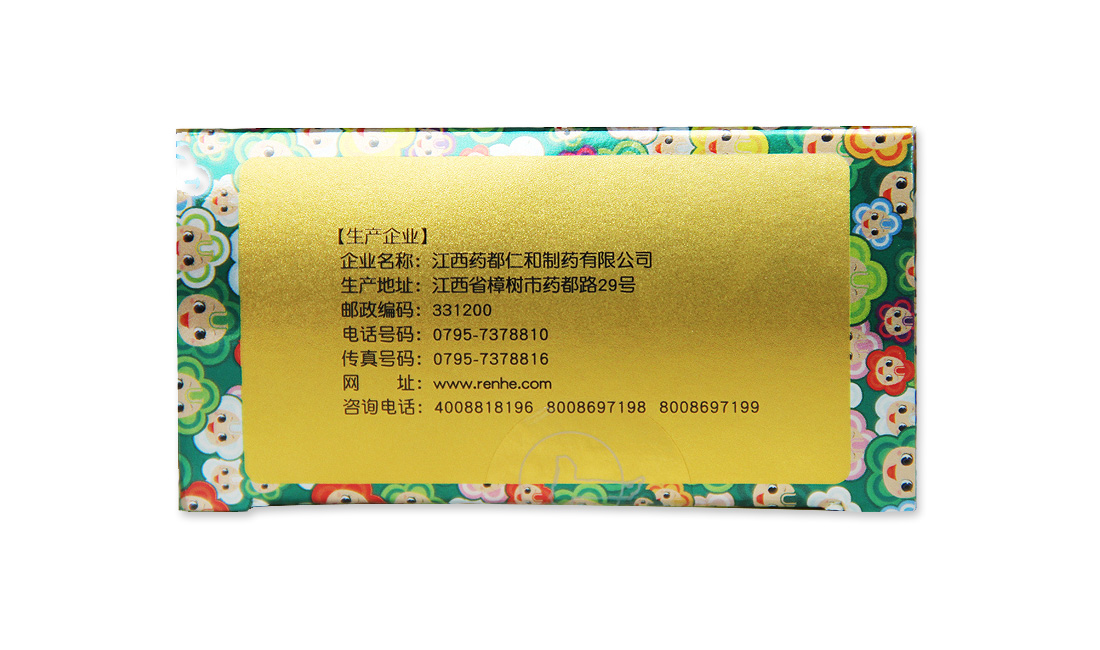 【生产企业】
企业名称：江西药都仁和制药有限公司
生产地址：江西省樟树市药都路29号
邮政编码：331200
电话号码：0795-7378810
传真号码：0795-7378816
网　　址：www.renhe.com
咨询电话：4008818196 8008697198 8008697199